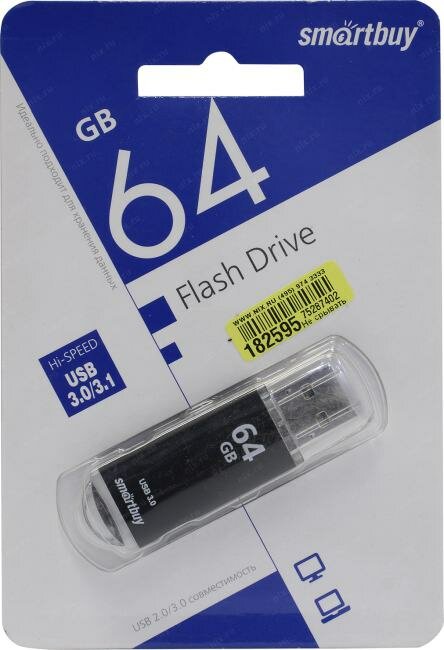 smartbuy
GB
64
Идеально подходит для хранения данных
Flash Drive
WWW.NIX.RU (495) 974 3333
182595 75287402
Не срывать
Hi-SPEED
USB
3.0/3.1
64
GB
USB 3.0
smartbuy
USB 2.0/3.0 совместимость